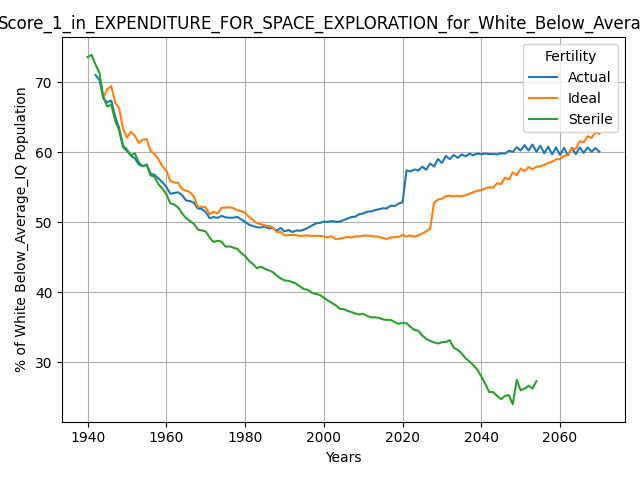 Score_1_in_EXPENDITURE_FOR_SPACE_EXPLORATION_for_White_Below_Avera
Fertility
Actual
Ideal
Sterile
% of White Below_Average_IQ Population
70
60
50
40
30
1940 1960 1980 2000 2020 2040 2060
Years